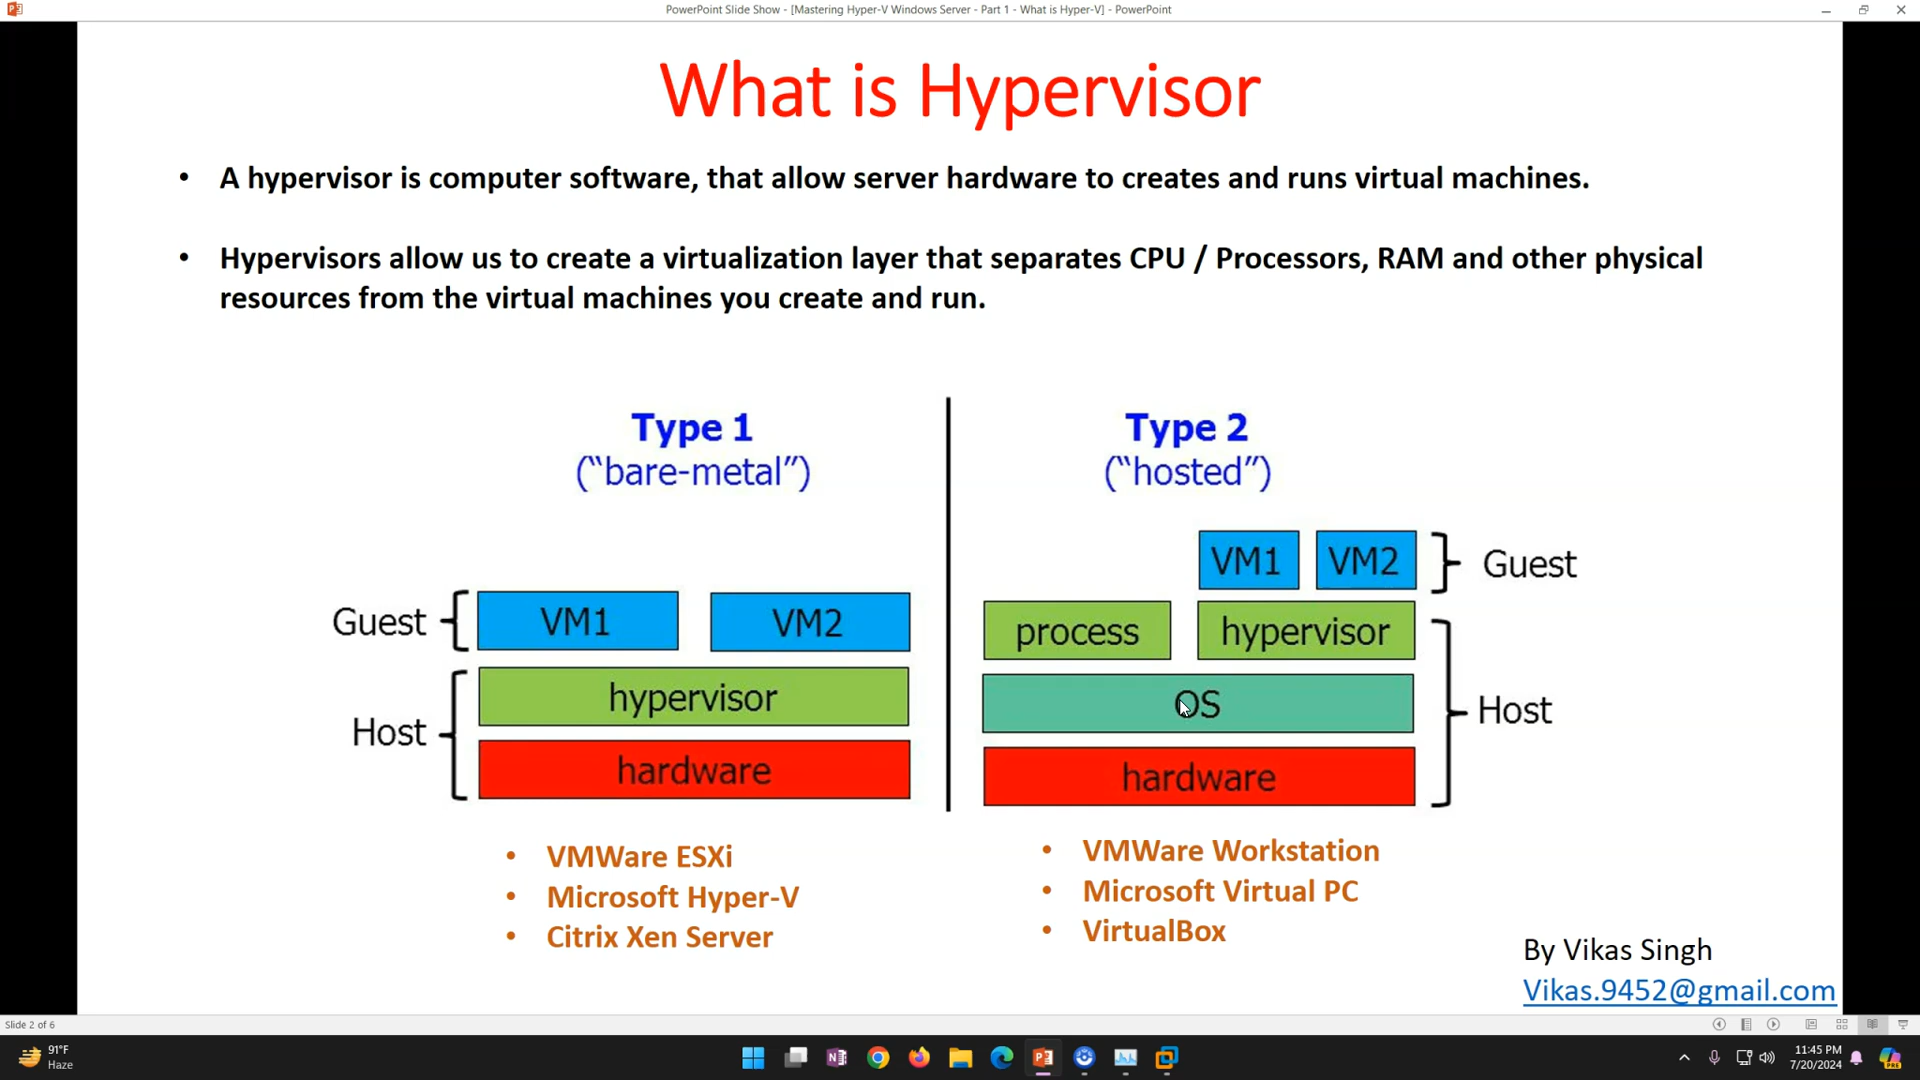 PowerPoint Slide Show - [Mastering Hyper-V Windows Server - Part 1 - What is Hyper-V] - PowerPoint
What is Hypervisor
• A hypervisor is computer software, that allow server hardware to creates and runs virtual machines.
• Hypervisors allow us to create a virtualization layer that separates CPU / Processors, RAM and other physical
resources from the virtual machines you create and run.
Type 1
("bare-metal")
Guest
VM1
VM2
Host
hypervisor
hardware
• VMWare ESXi
• Microsoft Hyper-V
• Citrix Xen Server
Type 2
("hosted")
VM1
VM2
Guest
process
hypervisor
OS
Host
hardware
• VMWare Workstation
• Microsoft Virtual PC
• VirtualBox
By Vikas Singh
Vikas.9452@gmail.com
Slide 2 of 6
91°F
Haze
11:45 PM
7/20/2024